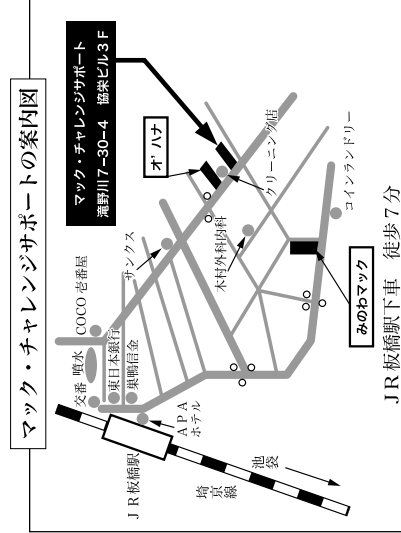 マック・チャレンジサポートの案内図
マック・チャレンジサポート
滝野川7−30−4 協栄ビル3F
オ’ハナ
クリーニング店
コインランドリー
サンクス
木村外科内科
みのわマック
COCO壱番屋
噴水
交番
東日本銀行
巣鴨信金
APA
ホテル
JR板橋駅
埼京線
池袋
JR板橋駅下車 徒歩7分